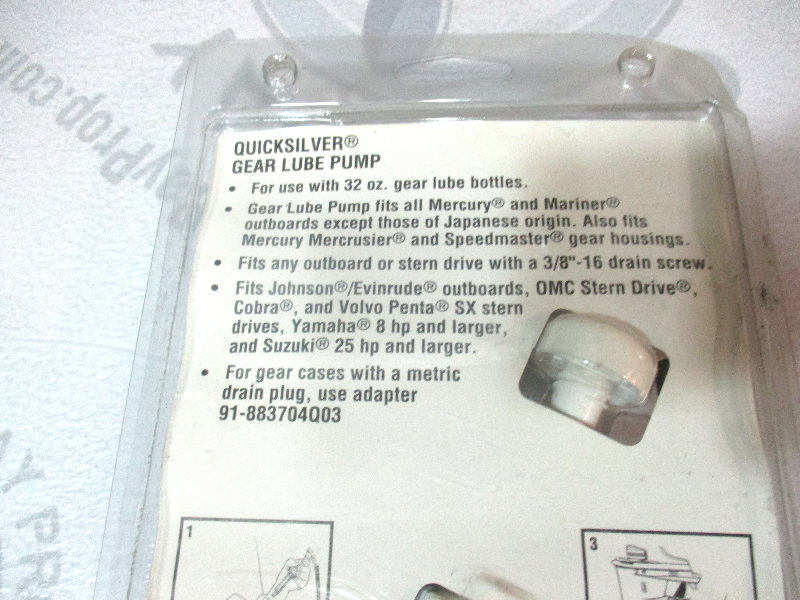 QUICKSILVER®
GEAR LUBE PUMP
• For use with 32 oz. gear lube bottles.
• Gear Lube Pump fits all Mercury® and Mariner®
outboards except those of Japanese origin. Also fits
Mercury Mercrusier® and Speedmaster® gear housings.
• Fits any outboard or stern drive with a 3/8"-16 drain screw.
• Fits Johnson®/Evinrude® outboards, OMC Stern Drive®,
Cobra®, and Volvo Penta® SX stern
drives, Yamaha® 8 hp and larger,
and Suzuki® 25 hp and larger.
• For gear cases with a metric
drain plug, use adapter
91-883704Q03
1
3